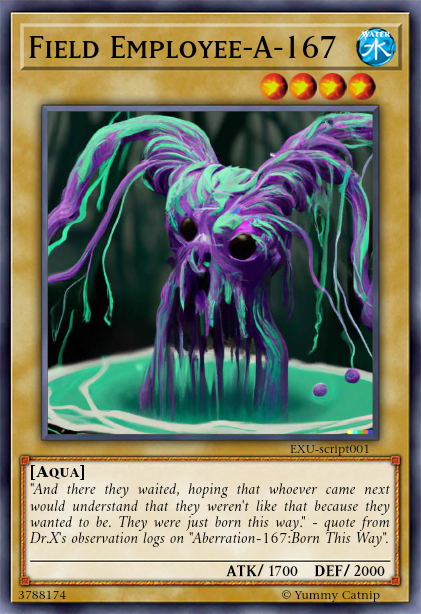 FIELD EMPLOYEE-A-167
WATER
水
EXU-script001
[AQUA]
"And there they waited, hoping that whoever came next
would understand that they weren't like that because they
wanted to be. They were just born this way." - quote from
Dr.X's observation logs on "Aberration-167:Born This Way".
ATK/ 1700 DEF/ 2000
3788174
© Yummy Catnip